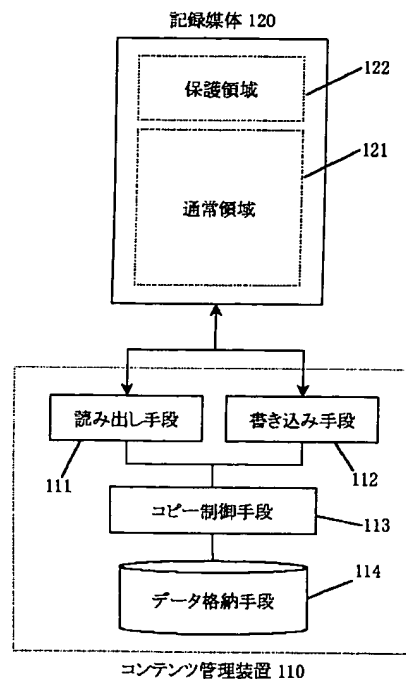 記録媒体 120
保護領域
122
通常領域
121
読み出し手段
書き込み手段
111
112
コピー制御手段
113
データ格納手段
114
コンテンツ管理装置 110